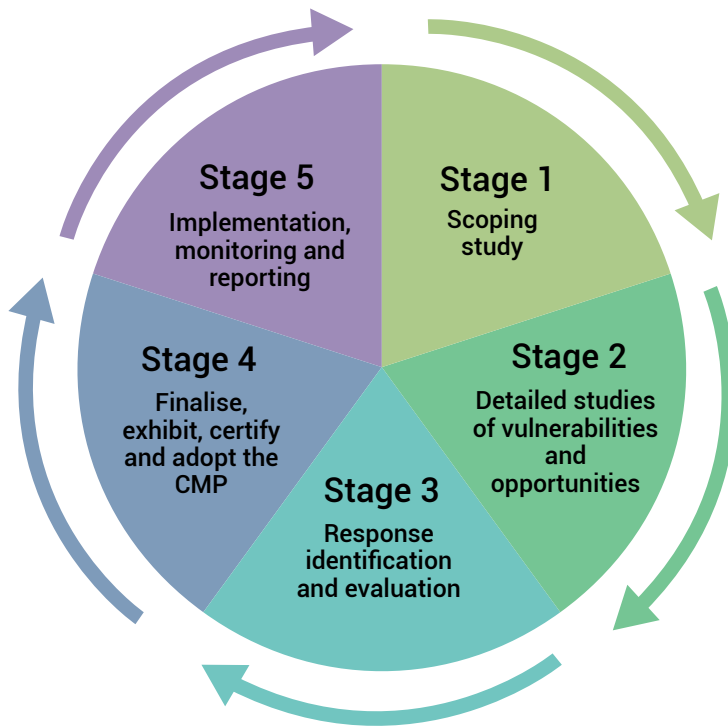 Stage 1
Scoping
study
Stage 2
Detailed studies
of vulnerabilities
and
opportunities
Stage 3
Response
identification
and evaluation
Stage 4
Finalise,
exhibit, certify
and adopt the
CMP
Stage 5
Implementation,
monitoring and
reporting